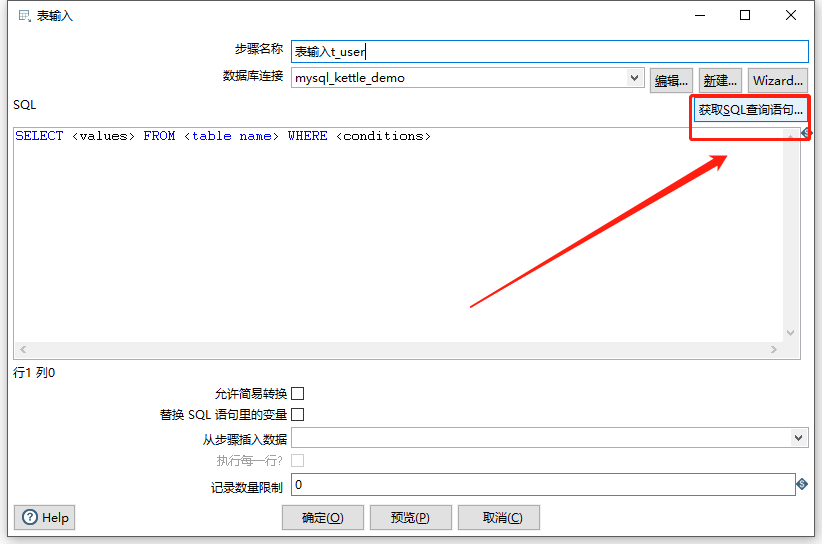 表输入
步骤名称 表输入t_user
数据库连接 mysql_kettle_demo 编辑... 新建... Wizard...
SQL 获取SQL查询语句...
SELECT <values> FROM <table name> WHERE <conditions>
行1 列0
允许简易转换
替换 SQL 语句里的变量
从步骤插入数据
执行每一行?
记录数量限制 0
Help 确定(O) 预览(P) 取消(C)